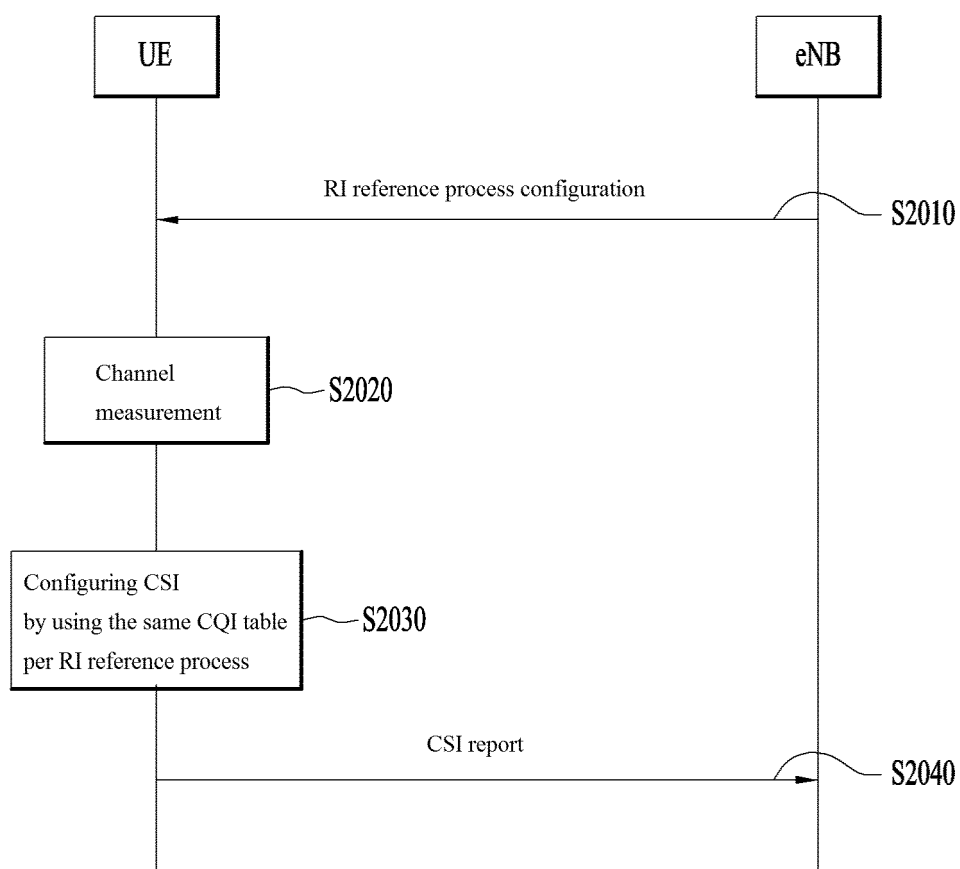 UE
eNB
RI reference process configuration
S2010
Channel
measurement
S2020
Configuring CSI
by using the same CQI table
per RI reference process
S2030
CSI report
S2040